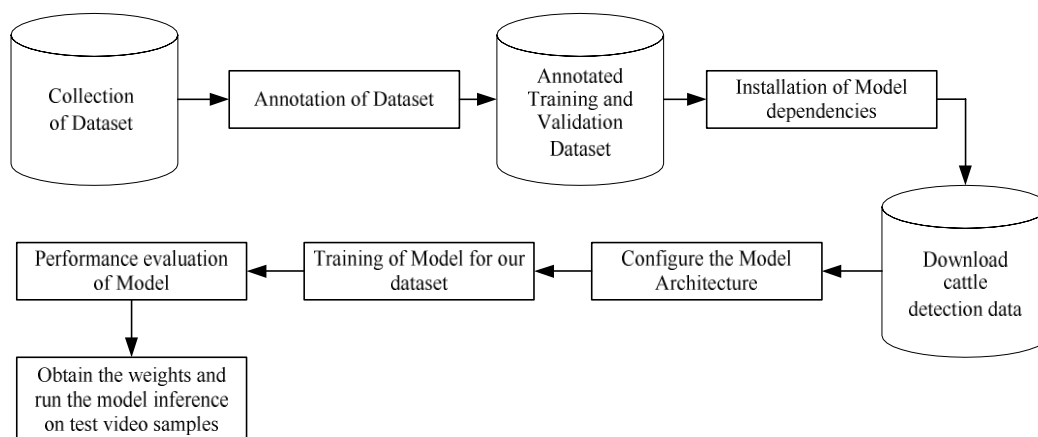 Collection
of Dataset
Annotation of Dataset
Annotated
Training and
Validation
Dataset
Installation of Model
dependencies
Download
cattle
detection data
Configure the Model
Architecture
Training of Model for our
dataset
Performance evaluation
of Model
Obtain the weights and
run the model inference
on test video samples